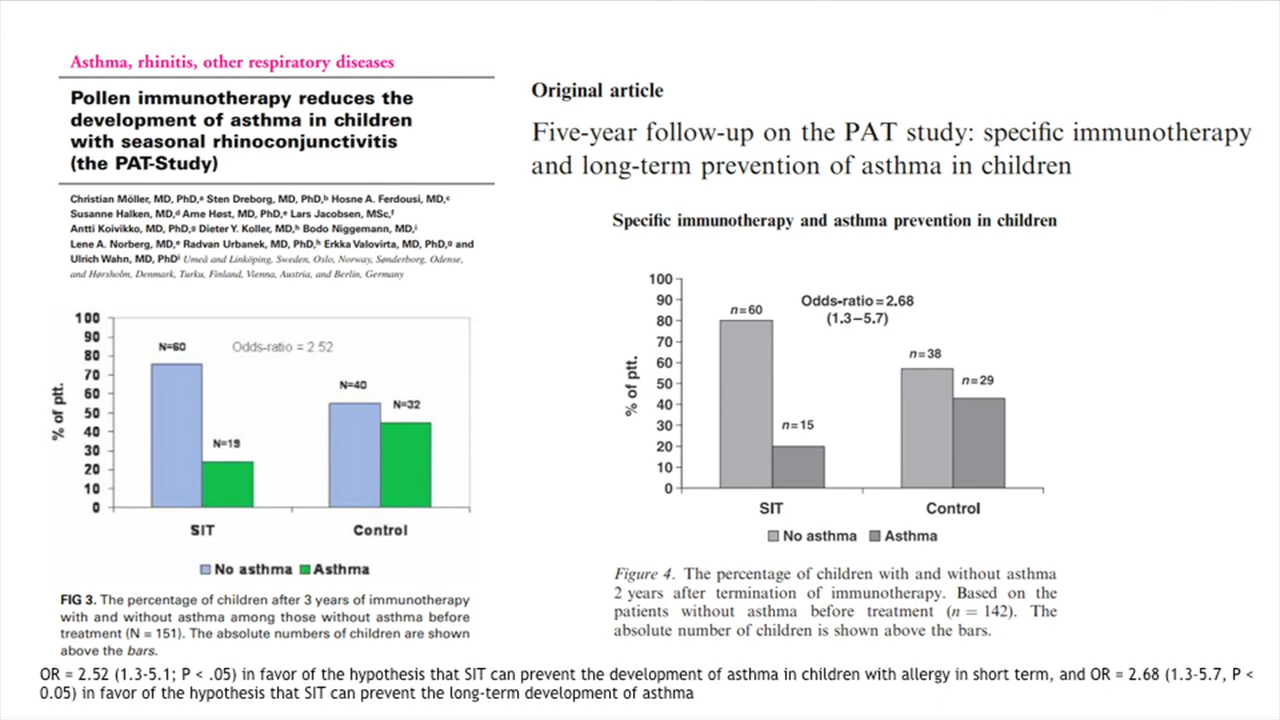 Asthma, rhinitis, other respiratory diseases
Pollen immunotherapy reduces the
development of asthma in children
with seasonal rhinoconjunctivitis
(the PAT-Study)
Christian Möller, MD, PhD,ᵃ Sten Dreborg, MD, PhD,ᵇ Hosne A. Ferdousi, MD,ᶜ
Susanne Halken, MD,ᵈ Arne Høst, MD, PhD,ᵉ Lars Jacobsen, MSc,ᶠ
Antti Koivikko, MD, PhD,ᵍ Dieter Y. Koller, MD,ʰ Bodo Niggemann, MD,ⁱ
Lene A. Norberg, MD,ᵉ Radvan Urbanek, MD, PhD,ʰ Erkka Valovirta, MD, PhD,ᵍ and
Ulrich Wahn, MD, PhDⁱ Umeå and Linköping, Sweden, Oslo, Norway, Sønderborg, Odense,
and Hørsholm, Denmark, Turku, Finland, Vienna, Austria, and Berlin, Germany
100
90
80
70
60
50
40
30
20
10
0
% of ptt.
N=60
Odds-ratio = 2.52
N=19
N=40
N=32
SIT
Control
No asthma
Asthma
FIG 3. The percentage of children after 3 years of immunotherapy
with and without asthma among those without asthma before
treatment (N = 151). The absolute numbers of children are shown
above the bars.
Original article
Five-year follow-up on the PAT study: specific immunotherapy
and long-term prevention of asthma in children
Specific immunotherapy and asthma prevention in children
100
90
80
70
60
50
40
30
20
10
0
% of ptt.
n=60
Odds-ratio=2.68
(1.3–5.7)
n=15
n=38
n=29
SIT
Control
No asthma
Asthma
Figure 4. The percentage of children with and without asthma
2 years after termination of immunotherapy. Based on the
patients without asthma before treatment (n = 142). The
absolute number of children is shown above the bars.
OR = 2.52 (1.3-5.1; P < .05) in favor of the hypothesis that SIT can prevent the development of asthma in children with allergy in short term, and OR = 2.68 (1.3-5.7, P <
0.05) in favor of the hypothesis that SIT can prevent the long-term development of asthma